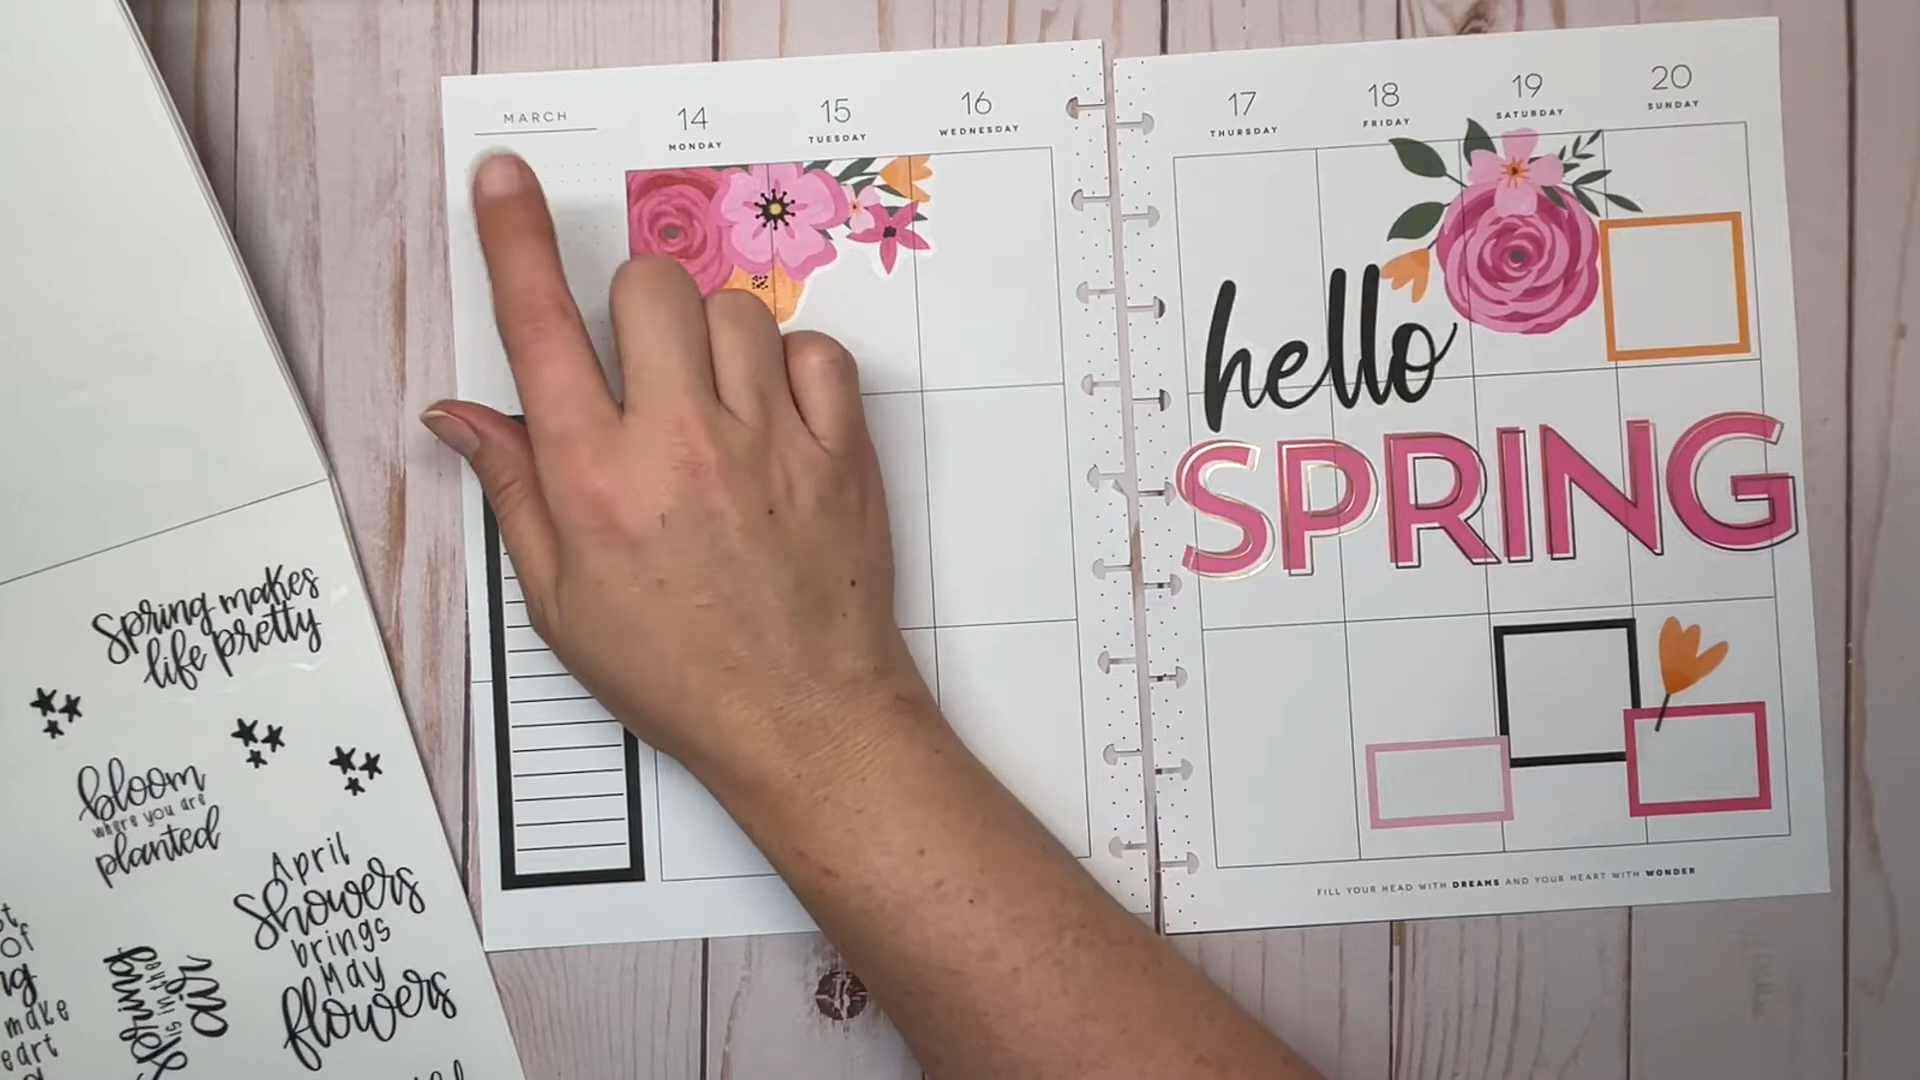 MARCH
14
MONDAY
15
TUESDAY
16
WEDNESDAY
17
THURSDAY
18
FRIDAY
19
SATURDAY
20
SUNDAY
hello
SPRING
FILL YOUR HEAD WITH DREAMS AND YOUR HEART WITH WONDER
Spring makes
life pretty
bloom
where you are
planted
April
Showers
brings
May
flowers
Spring
is in the
air
of
make